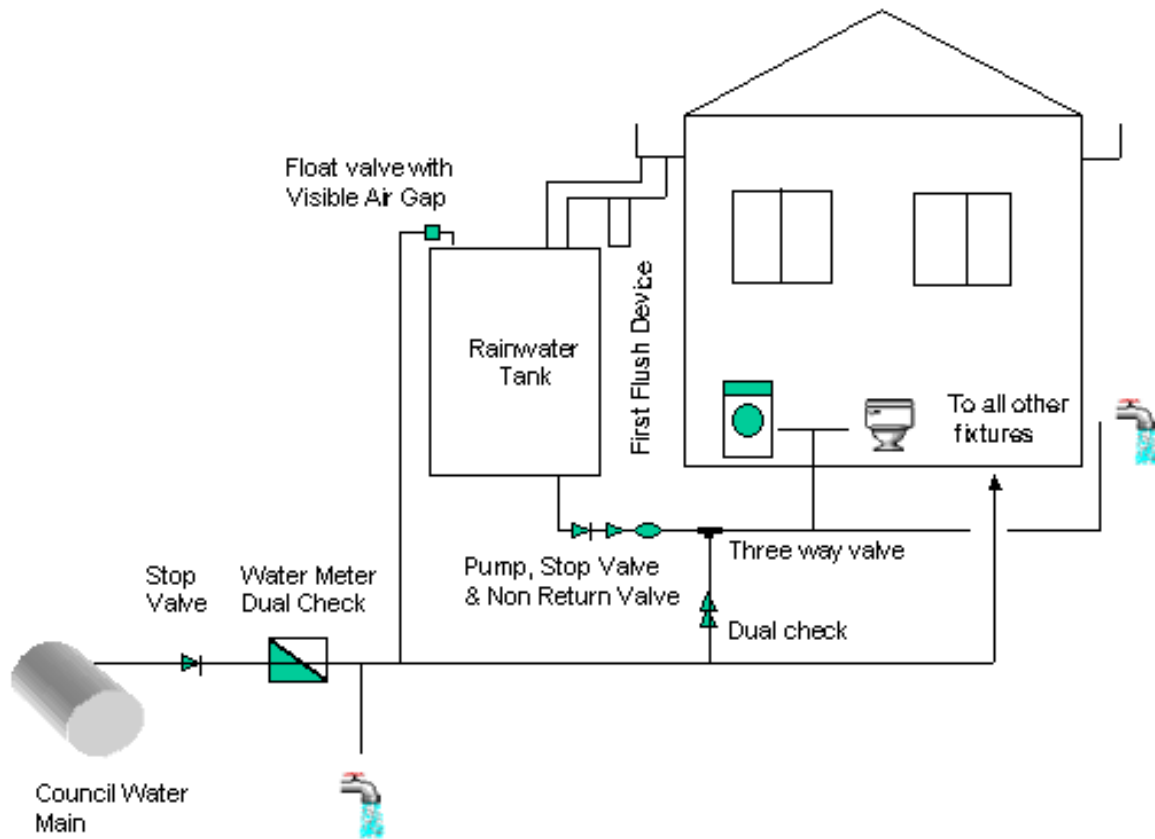 Float valve with
Visible Air Gap
First Flush Device
Rainwater
Tank
To all other
fixtures
Three way valve
Pump, Stop Valve
& Non Return Valve
Stop
Valve
Water Meter
Dual Check
Dual check
Council Water
Main